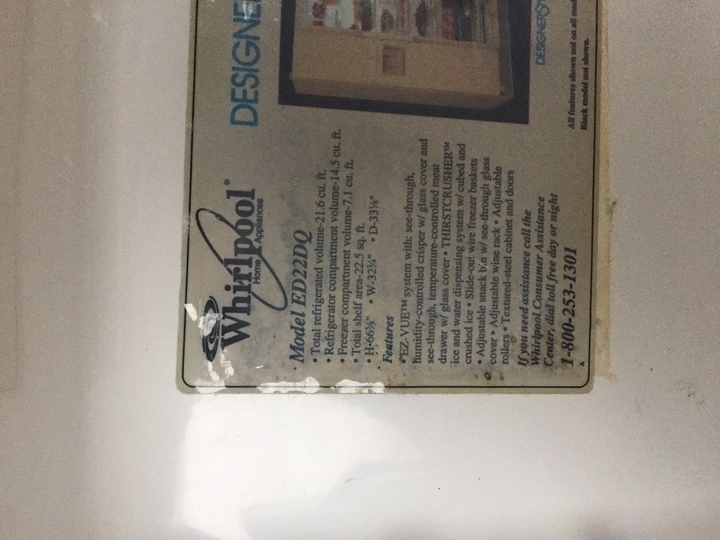 DESIGNE
Whirlpool®
Home Appliances
Model ED22DQ
• Total refrigerated volume-21.6 cu. ft.
• Refrigerator compartment volume-14.5 cu. ft.
• Freezer compartment volume-7.1 cu. ft.
• Total shelf area-22.5 sq. ft.
• H-66⅝" • W-32¾" • D-33¼"
Features
• EZ-VUE™ system with: see-through,
humidity-controlled crisper w/ glass cover and
see-through, temperature-controlled meat
drawer w/ glass cover • THIRSTCRUSHER™
ice and water dispensing system w/ cubed and
crushed ice • Slide-out wire freezer baskets
• Adjustable snack bin w/ see-through glass
cover • Adjustable wine rack • Adjustable
rollers • Textured-steel cabinet and doors
If you need assistance call the
Whirlpool Consumer Assistance
Center, dial toll free day or night
1-800-253-1301
DESIGNERST
All features shown not on all mod
Black model not shown.